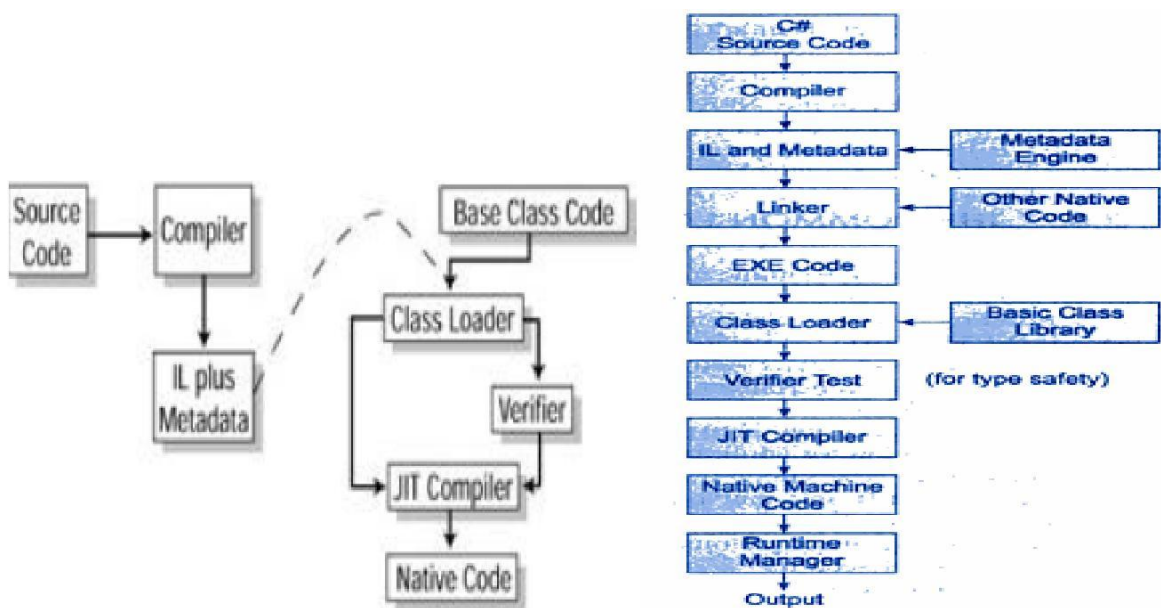 Source
Code
Compiler
IL plus
Metadata
Base Class Code
Class Loader
Verifier
JIT Compiler
Native Code
C#
Source Code
Compiler
IL and Metadata
Metadata
Engine
Linker
Other Native
Code
EXE Code
Class Loader
Basic Class
Library
Verifier Test
(for type safety)
JIT Compiler
Native Machine
Code
Runtime
Manager
Output